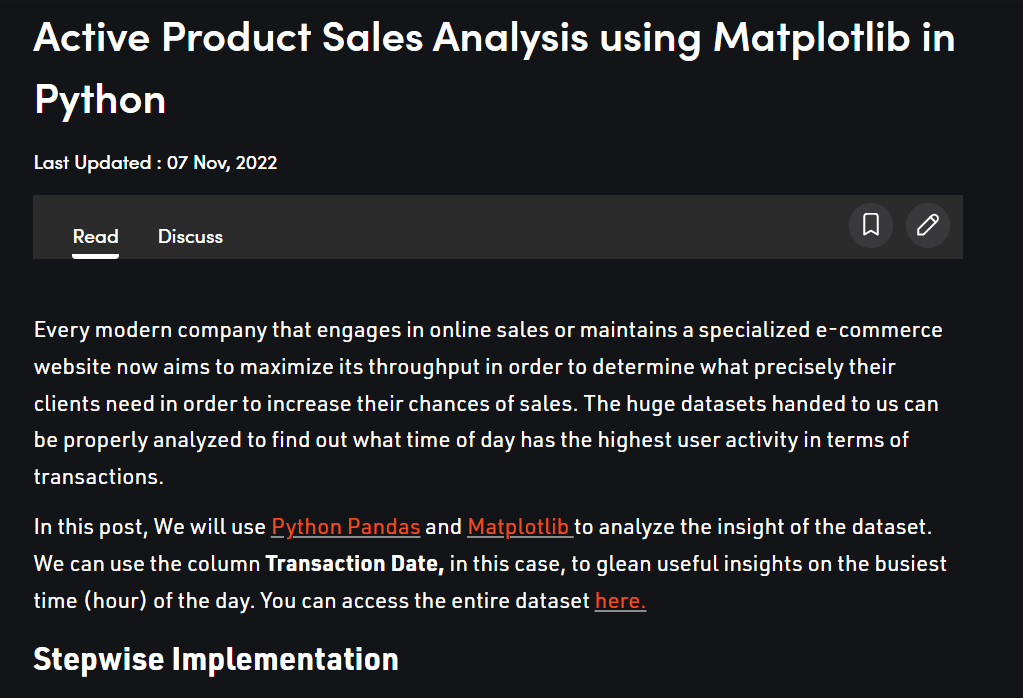 Active Product Sales Analysis using Matplotlib in
Python
Last Updated : 07 Nov, 2022
Read Discuss
Every modern company that engages in online sales or maintains a specialized e-commerce
website now aims to maximize its throughput in order to determine what precisely their
clients need in order to increase their chances of sales. The huge datasets handed to us can
be properly analyzed to find out what time of day has the highest user activity in terms of
transactions.
In this post, We will use Python Pandas and Matplotlib to analyze the insight of the dataset.
We can use the column Transaction Date, in this case, to glean useful insights on the busiest
time (hour) of the day. You can access the entire dataset here.
Stepwise Implementation